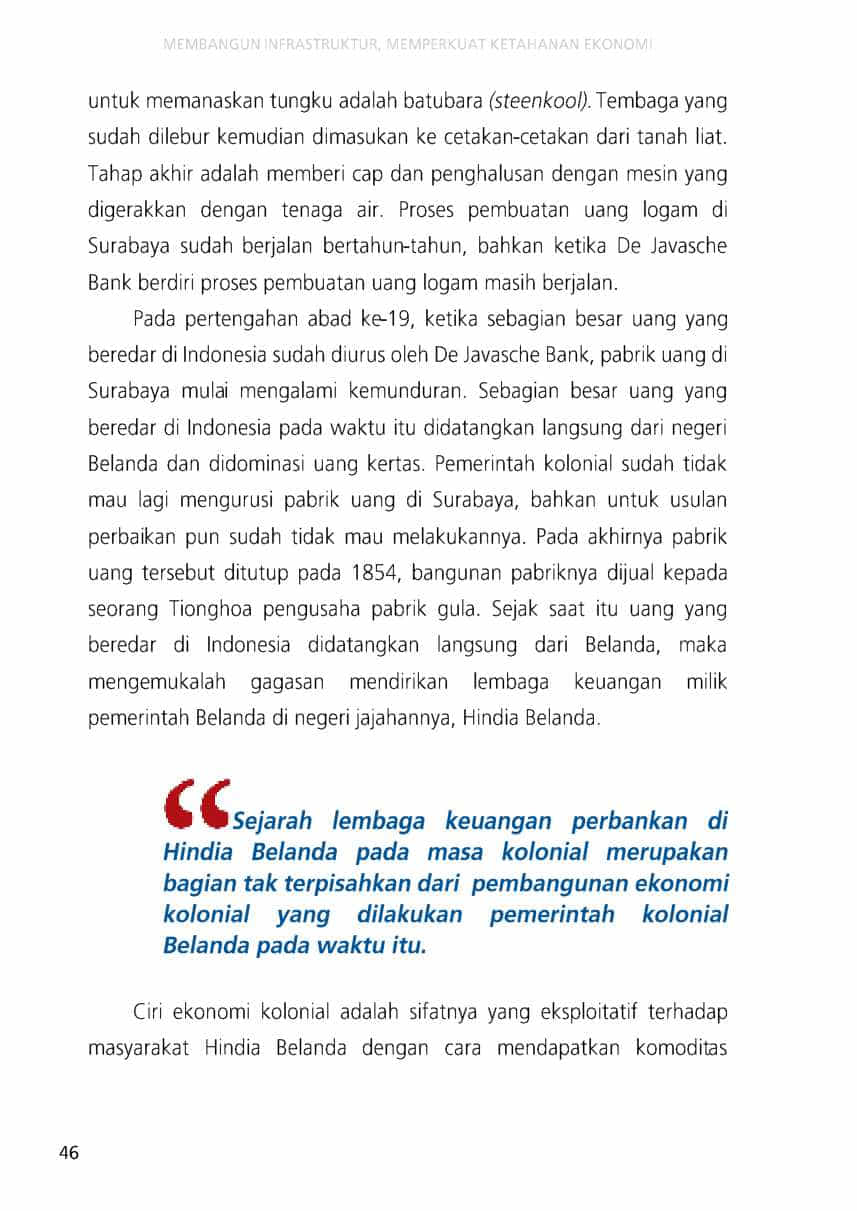 MEMBANGUN INFRASTRUKTUR, MEMPERKUAT KETAHANAN EKONOMI
untuk memanaskan tungku adalah batubara (steenkool). Tembaga yang
sudah dilebur kemudian dimasukan ke cetakan-cetakan dari tanah liat.
Tahap akhir adalah memberi cap dan penghalusan dengan mesin yang
digerakkan dengan tenaga air. Proses pembuatan uang logam di
Surabaya sudah berjalan bertahun-tahun, bahkan ketika De Javasche
Bank berdiri proses pembuatan uang logam masih berjalan.
Pada pertengahan abad ke-19, ketika sebagian besar uang yang
beredar di Indonesia sudah diurus oleh De Javasche Bank, pabrik uang di
Surabaya mulai mengalami kemunduran. Sebagian besar uang yang
beredar di Indonesia pada waktu itu didatangkan langsung dari negeri
Belanda dan didominasi uang kertas. Pemerintah kolonial sudah tidak
mau lagi mengurusi pabrik uang di Surabaya, bahkan untuk usulan
perbaikan pun sudah tidak mau melakukannya. Pada akhirnya pabrik
uang tersebut ditutup pada 1854, bangunan pabriknya dijual kepada
seorang Tionghoa pengusaha pabrik gula. Sejak saat itu uang yang
beredar di Indonesia didatangkan langsung dari Belanda, maka
mengemukalah gagasan mendirikan lembaga keuangan milik
pemerintah Belanda di negeri jajahannya, Hindia Belanda.
“Sejarah lembaga keuangan perbankan di
Hindia Belanda pada masa kolonial merupakan
bagian tak terpisahkan dari pembangunan ekonomi
kolonial yang dilakukan pemerintah kolonial
Belanda pada waktu itu.
Ciri ekonomi kolonial adalah sifatnya yang eksploitatif terhadap
masyarakat Hindia Belanda dengan cara mendapatkan komoditas
46